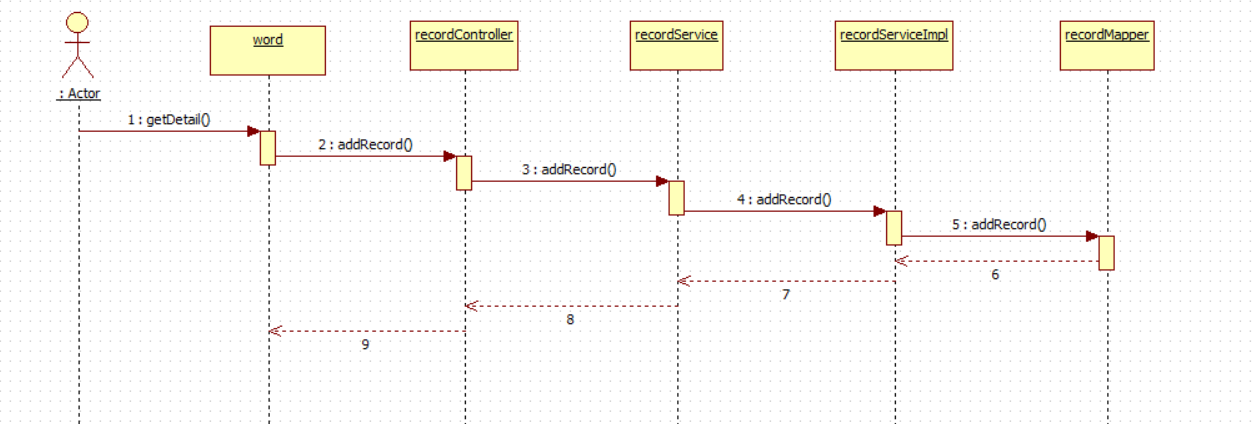 word
recordController
recordService
recordServiceImpl
recordMapper
: Actor
1 : getDetail()
2 : addRecord()
3 : addRecord()
4 : addRecord()
5 : addRecord()
6
7
8
9